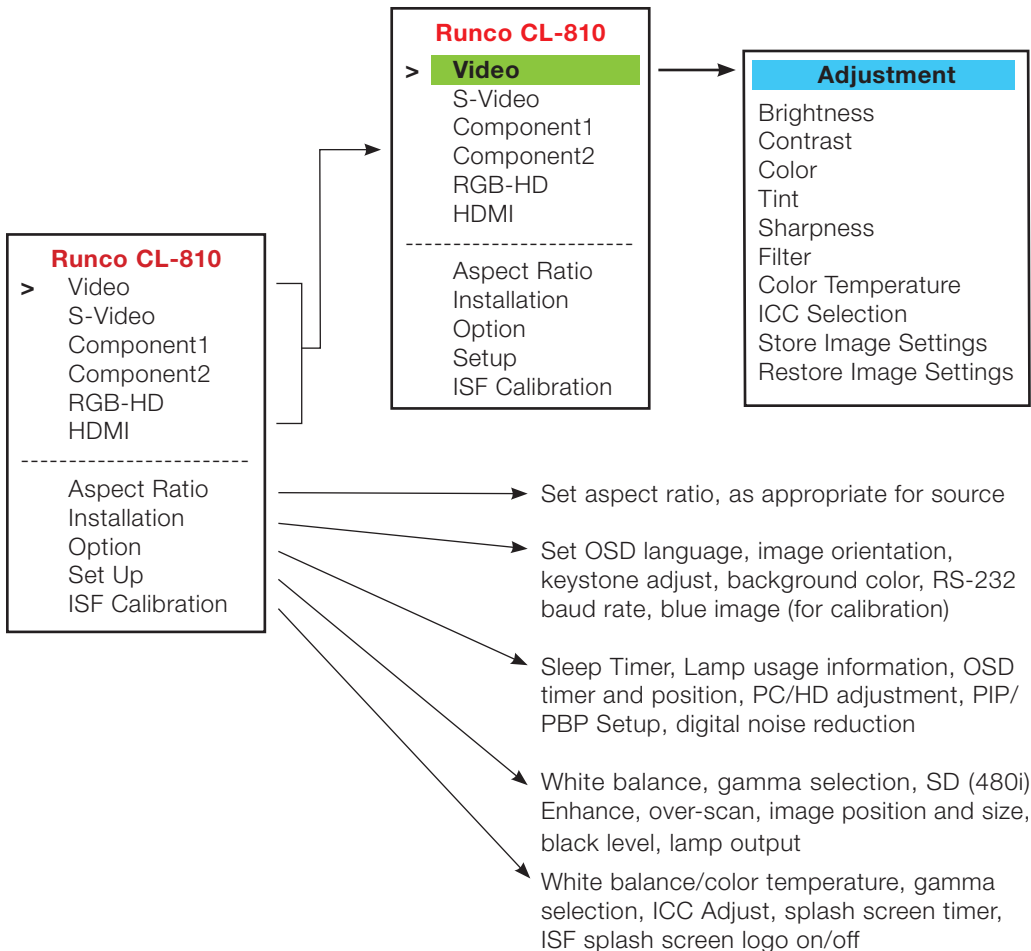 Runco CL-810
> Video
S-Video
Component1
Component2
RGB-HD
HDMI
Aspect Ratio
Installation
Option
Setup
ISF Calibration
Adjustment
Brightness
Contrast
Color
Tint
Sharpness
Filter
Color Temperature
ICC Selection
Store Image Settings
Restore Image Settings
Runco CL-810
> Video
S-Video
Component1
Component2
RGB-HD
HDMI
Aspect Ratio
Installation
Option
Set Up
ISF Calibration
Set aspect ratio, as appropriate for source
Set OSD language, image orientation,
keystone adjust, background color, RS-232
baud rate, blue image (for calibration)
Sleep Timer, Lamp usage information, OSD
timer and position, PC/HD adjustment, PIP/
PBP Setup, digital noise reduction
White balance, gamma selection, SD (480i)
Enhance, over-scan, image position and size,
black level, lamp output
White balance/color temperature, gamma
selection, ICC Adjust, splash screen timer,
ISF splash screen logo on/off